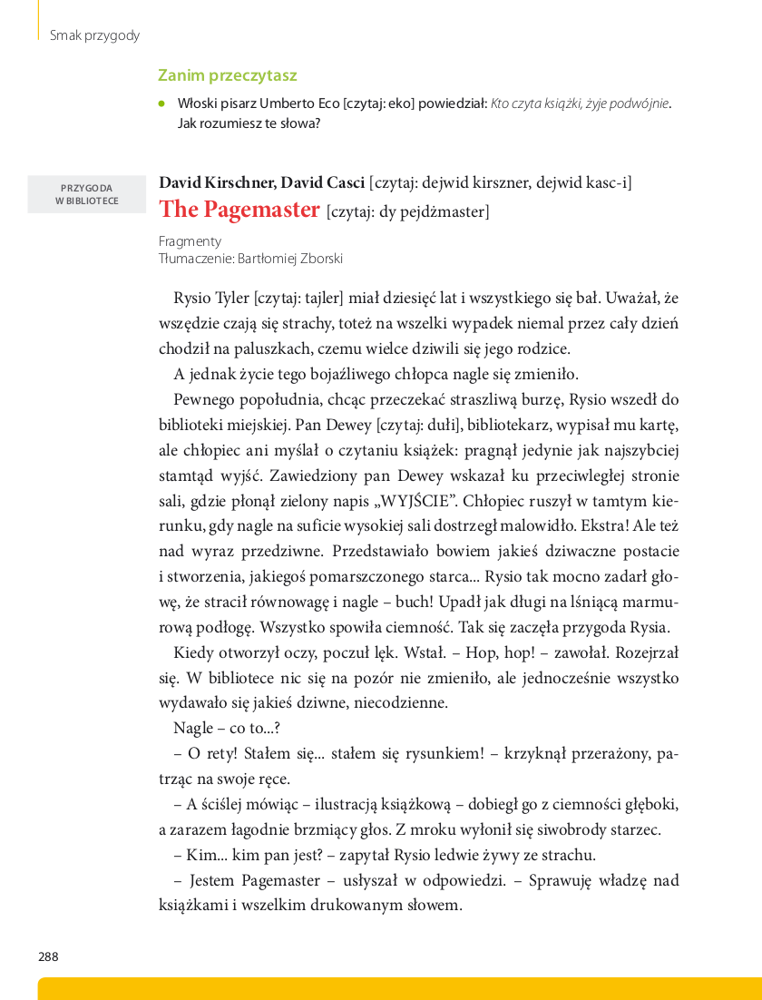 Smak przygody
Zanim przeczytasz
• Włoski pisarz Umberto Eco [czytaj: eko] powiedział: Kto czyta książki, żyje podwójnie.
Jak rozumiesz te słowa?
PRZYGODA
W BIBLIOTECE
David Kirschner, David Casci [czytaj: dejwid kirszner, dejwid kasc-i]
The Pagemaster [czytaj: dy pejdżmaster]
Fragmenty
Tłumaczenie: Bartłomiej Zborski
Rysio Tyler [czytaj: tajler] miał dziesięć lat i wszystkiego się bał. Uważał, że
wszędzie czają się strachy, toteż na wszelki wypadek niemal przez cały dzień
chodził na paluszkach, czemu wielce dziwili się jego rodzice.
A jednak życie tego bojaźliwego chłopca nagle się zmieniło.
Pewnego popołudnia, chcąc przeczekać straszliwą burzę, Rysio wszedł do
biblioteki miejskiej. Pan Dewey [czytaj: dułi], bibliotekarz, wypisał mu kartę,
ale chłopiec ani myślał o czytaniu książek: pragnął jedynie jak najszybciej
stamtąd wyjść. Zawiedziony pan Dewey wskazał ku przeciwległej stronie
sali, gdzie płonął zielony napis „WYJŚCIE”. Chłopiec ruszył w tamtym kie-
runku, gdy nagle na suficie wysokiej sali dostrzegł malowidło. Ekstra! Ale też
nad wyraz przedziwne. Przedstawiało bowiem jakieś dziwaczne postacie
i stworzenia, jakiegoś pomarszczonego starca... Rysio tak mocno zadarł gło-
wę, że stracił równowagę i nagle – buch! Upadł jak długi na lśniącą marmu-
rową podłogę. Wszystko spowiła ciemność. Tak się zaczęła przygoda Rysia.
Kiedy otworzył oczy, poczuł lęk. Wstał. – Hop, hop! – zawołał. Rozejrzał
się. W bibliotece nic się na pozór nie zmieniło, ale jednocześnie wszystko
wydawało się jakieś dziwne, niecodzienne.
Nagle – co to...?
– O rety! Stałem się... stałem się rysunkiem! – krzyknął przerażony, pa-
trząc na swoje ręce.
– A ściślej mówiąc – ilustracją książkową – dobiegł go z ciemności głęboki,
a zarazem łagodnie brzmiący głos. Z mroku wyłonił się siwobrody starzec.
– Kim... kim pan jest? – zapytał Rysio ledwie żywy ze strachu.
– Jestem Pagemaster – usłyszał w odpowiedzi. – Sprawuję władzę nad
książkami i wszelkim drukowanym słowem.
288